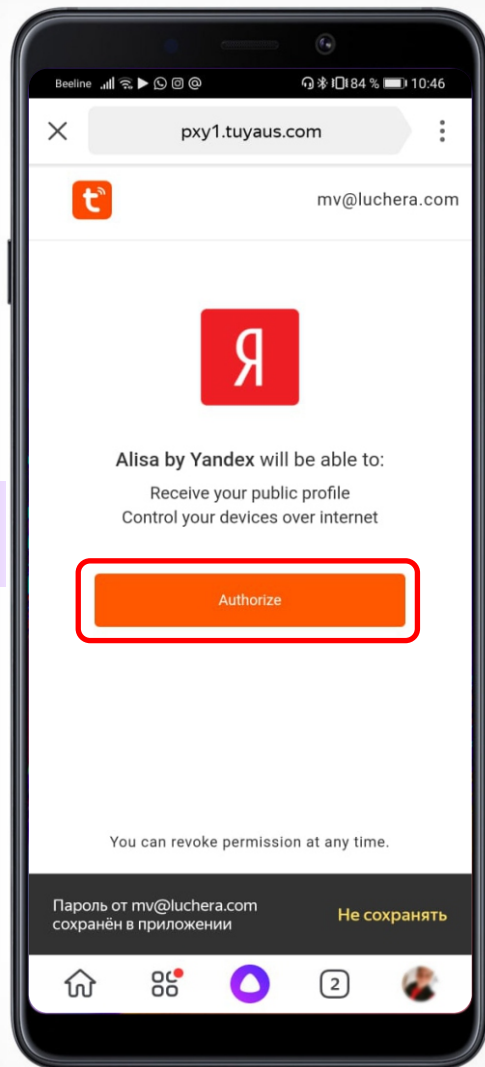 Beeline 84 % 10:46
pxy1.tuyaus.com
t mv@luchera.com
Я
Alisa by Yandex will be able to:
Receive your public profile
Control your devices over internet
Authorize
You can revoke permission at any time.
Пароль от mv@luchera.com
сохранён в приложении
Не сохранять
2